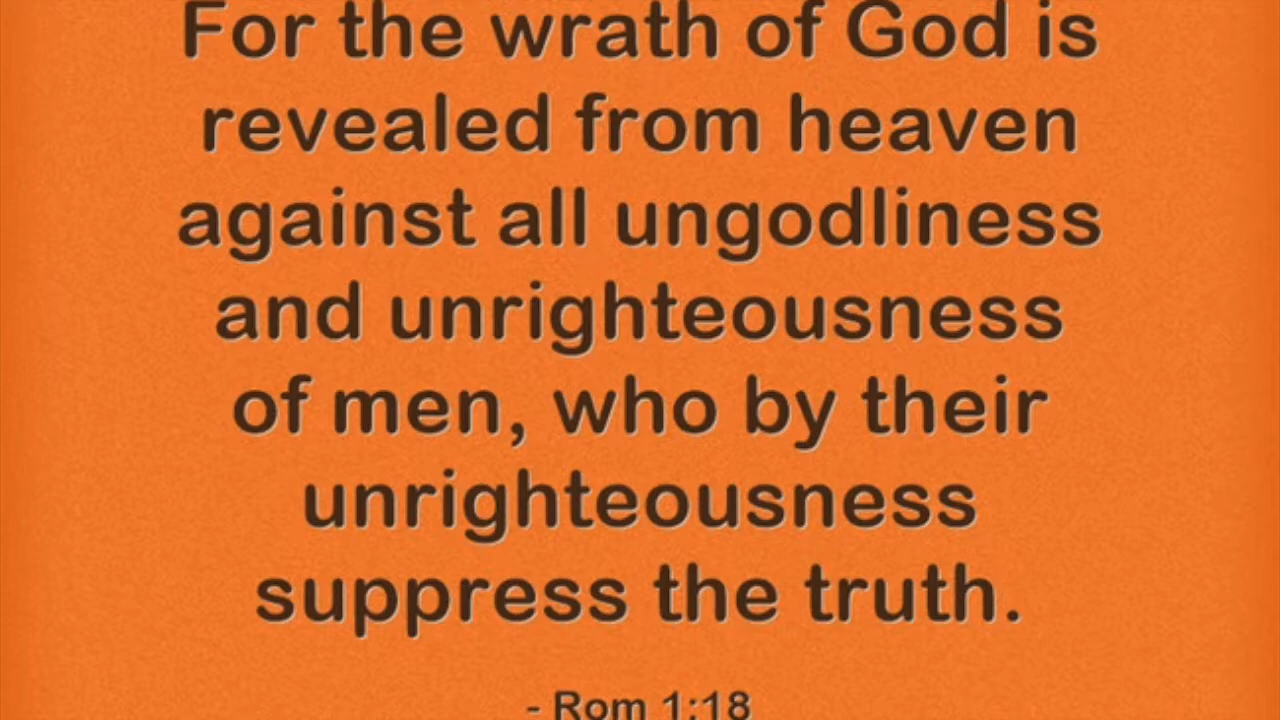 For the wrath of God is
revealed from heaven
against all ungodliness
and unrighteousness
of men, who by their
unrighteousness
suppress the truth.
- Rom 1:18